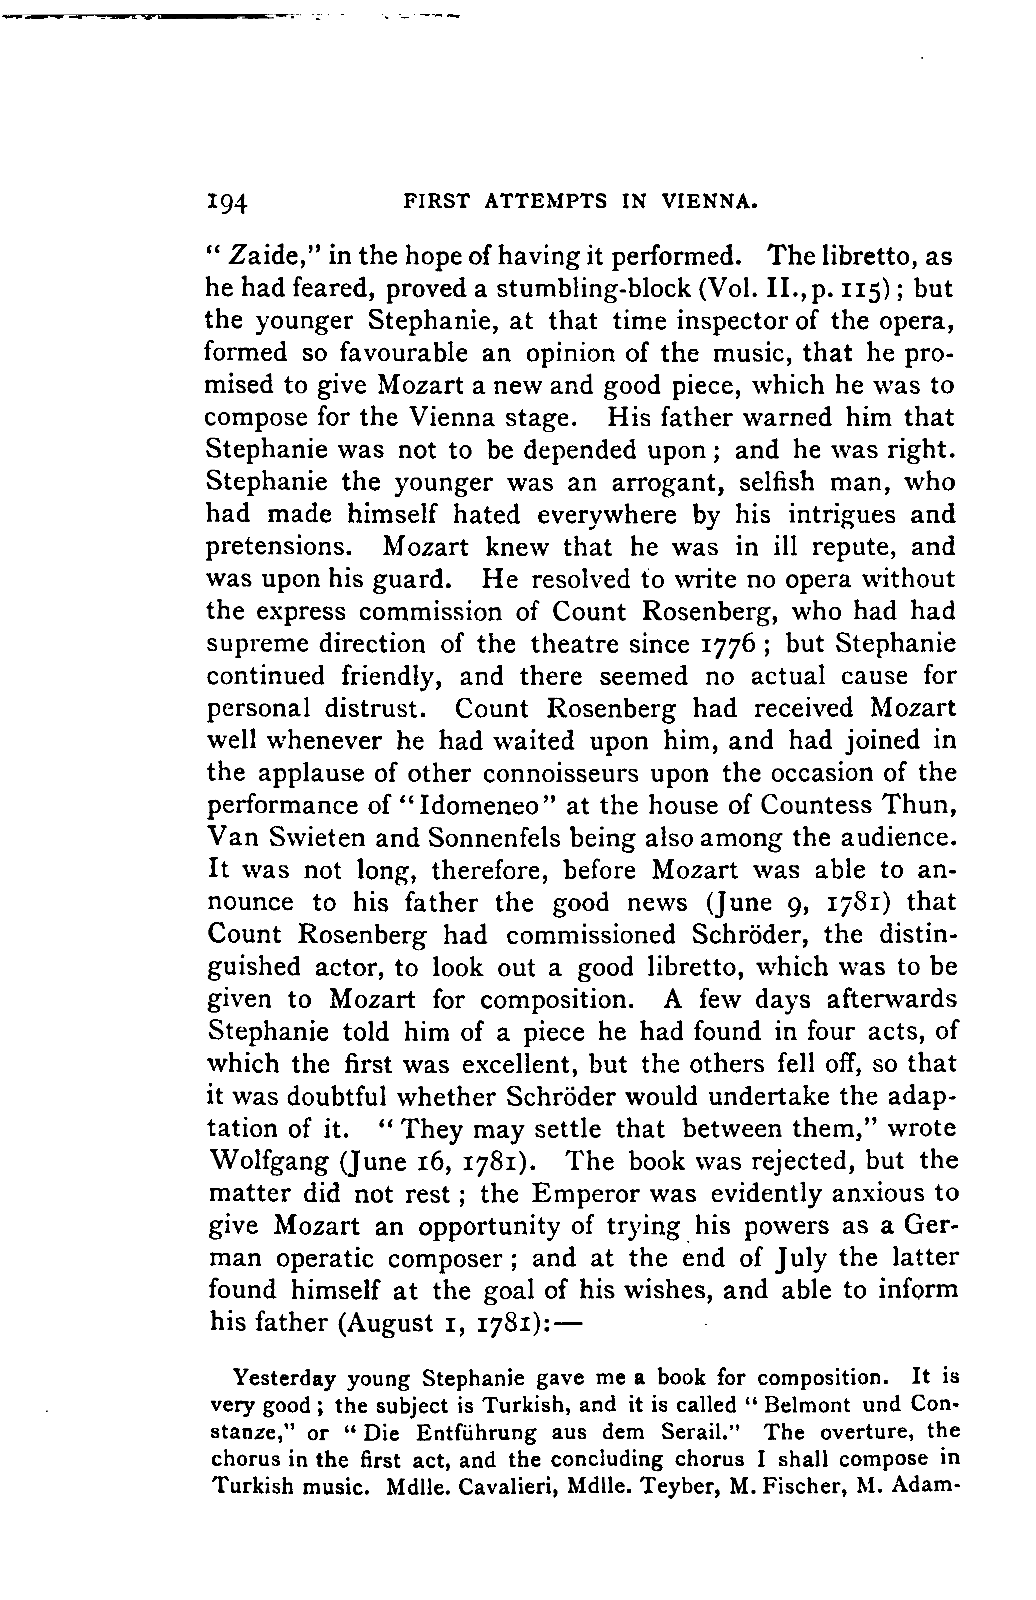 194 FIRST ATTEMPTS IN VIENNA.
“ Zaide,” in the hope of having it performed. The libretto, as
he had feared, proved a stumbling-block (Vol. II., p. 115) ; but
the younger Stephanie, at that time inspector of the opera,
formed so favourable an opinion of the music, that he pro-
mised to give Mozart a new and good piece, which he was to
compose for the Vienna stage. His father warned him that
Stephanie was not to be depended upon ; and he was right.
Stephanie the younger was an arrogant, selfish man, who
had made himself hated everywhere by his intrigues and
pretensions. Mozart knew that he was in ill repute, and
was upon his guard. He resolved to write no opera without
the express commission of Count Rosenberg, who had had
supreme direction of the theatre since 1776 ; but Stephanie
continued friendly, and there seemed no actual cause for
personal distrust. Count Rosenberg had received Mozart
well whenever he had waited upon him, and had joined in
the applause of other connoisseurs upon the occasion of the
performance of “ Idomeneo ” at the house of Countess Thun,
Van Swieten and Sonnenfels being also among the audience.
It was not long, therefore, before Mozart was able to an-
nounce to his father the good news (June 9, 1781) that
Count Rosenberg had commissioned Schröder, the distin-
guished actor, to look out a good libretto, which was to be
given to Mozart for composition. A few days afterwards
Stephanie told him of a piece he had found in four acts, of
which the first was excellent, but the others fell off, so that
it was doubtful whether Schröder would undertake the adap-
tation of it. “ They may settle that between them,” wrote
Wolfgang (June 16, 1781). The book was rejected, but the
matter did not rest ; the Emperor was evidently anxious to
give Mozart an opportunity of trying his powers as a Ger-
man operatic composer ; and at the end of July the latter
found himself at the goal of his wishes, and able to inform
his father (August 1, 1781):—
Yesterday young Stephanie gave me a book for composition. It is
very good ; the subject is Turkish, and it is called “ Belmont und Con-
stanze,” or “ Die Entführung aus dem Serail.” The overture, the
chorus in the first act, and the concluding chorus I shall compose in
Turkish music. Mdlle. Cavalieri, Mdlle. Teyber, M. Fischer, M. Adam-